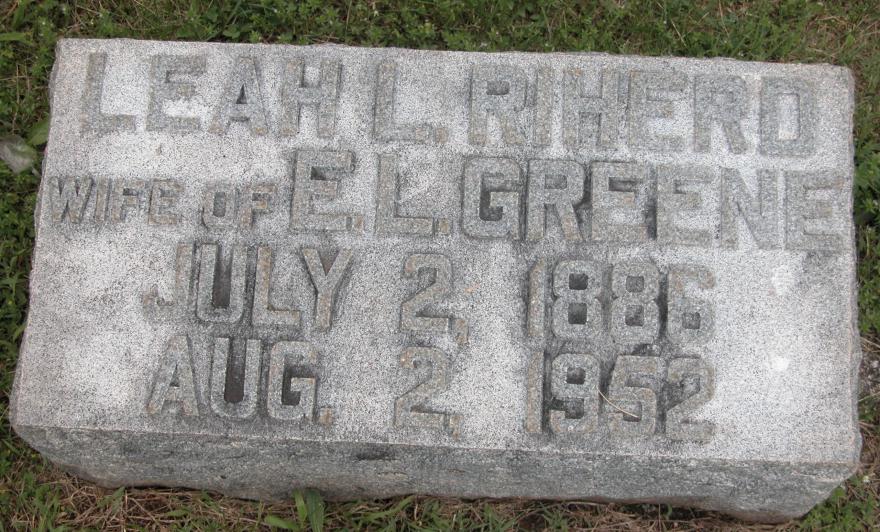 LEAH L. RIHERD
WIFE OF E. L. GREENE
JULY 2, 1886
AUG. 2, 1952